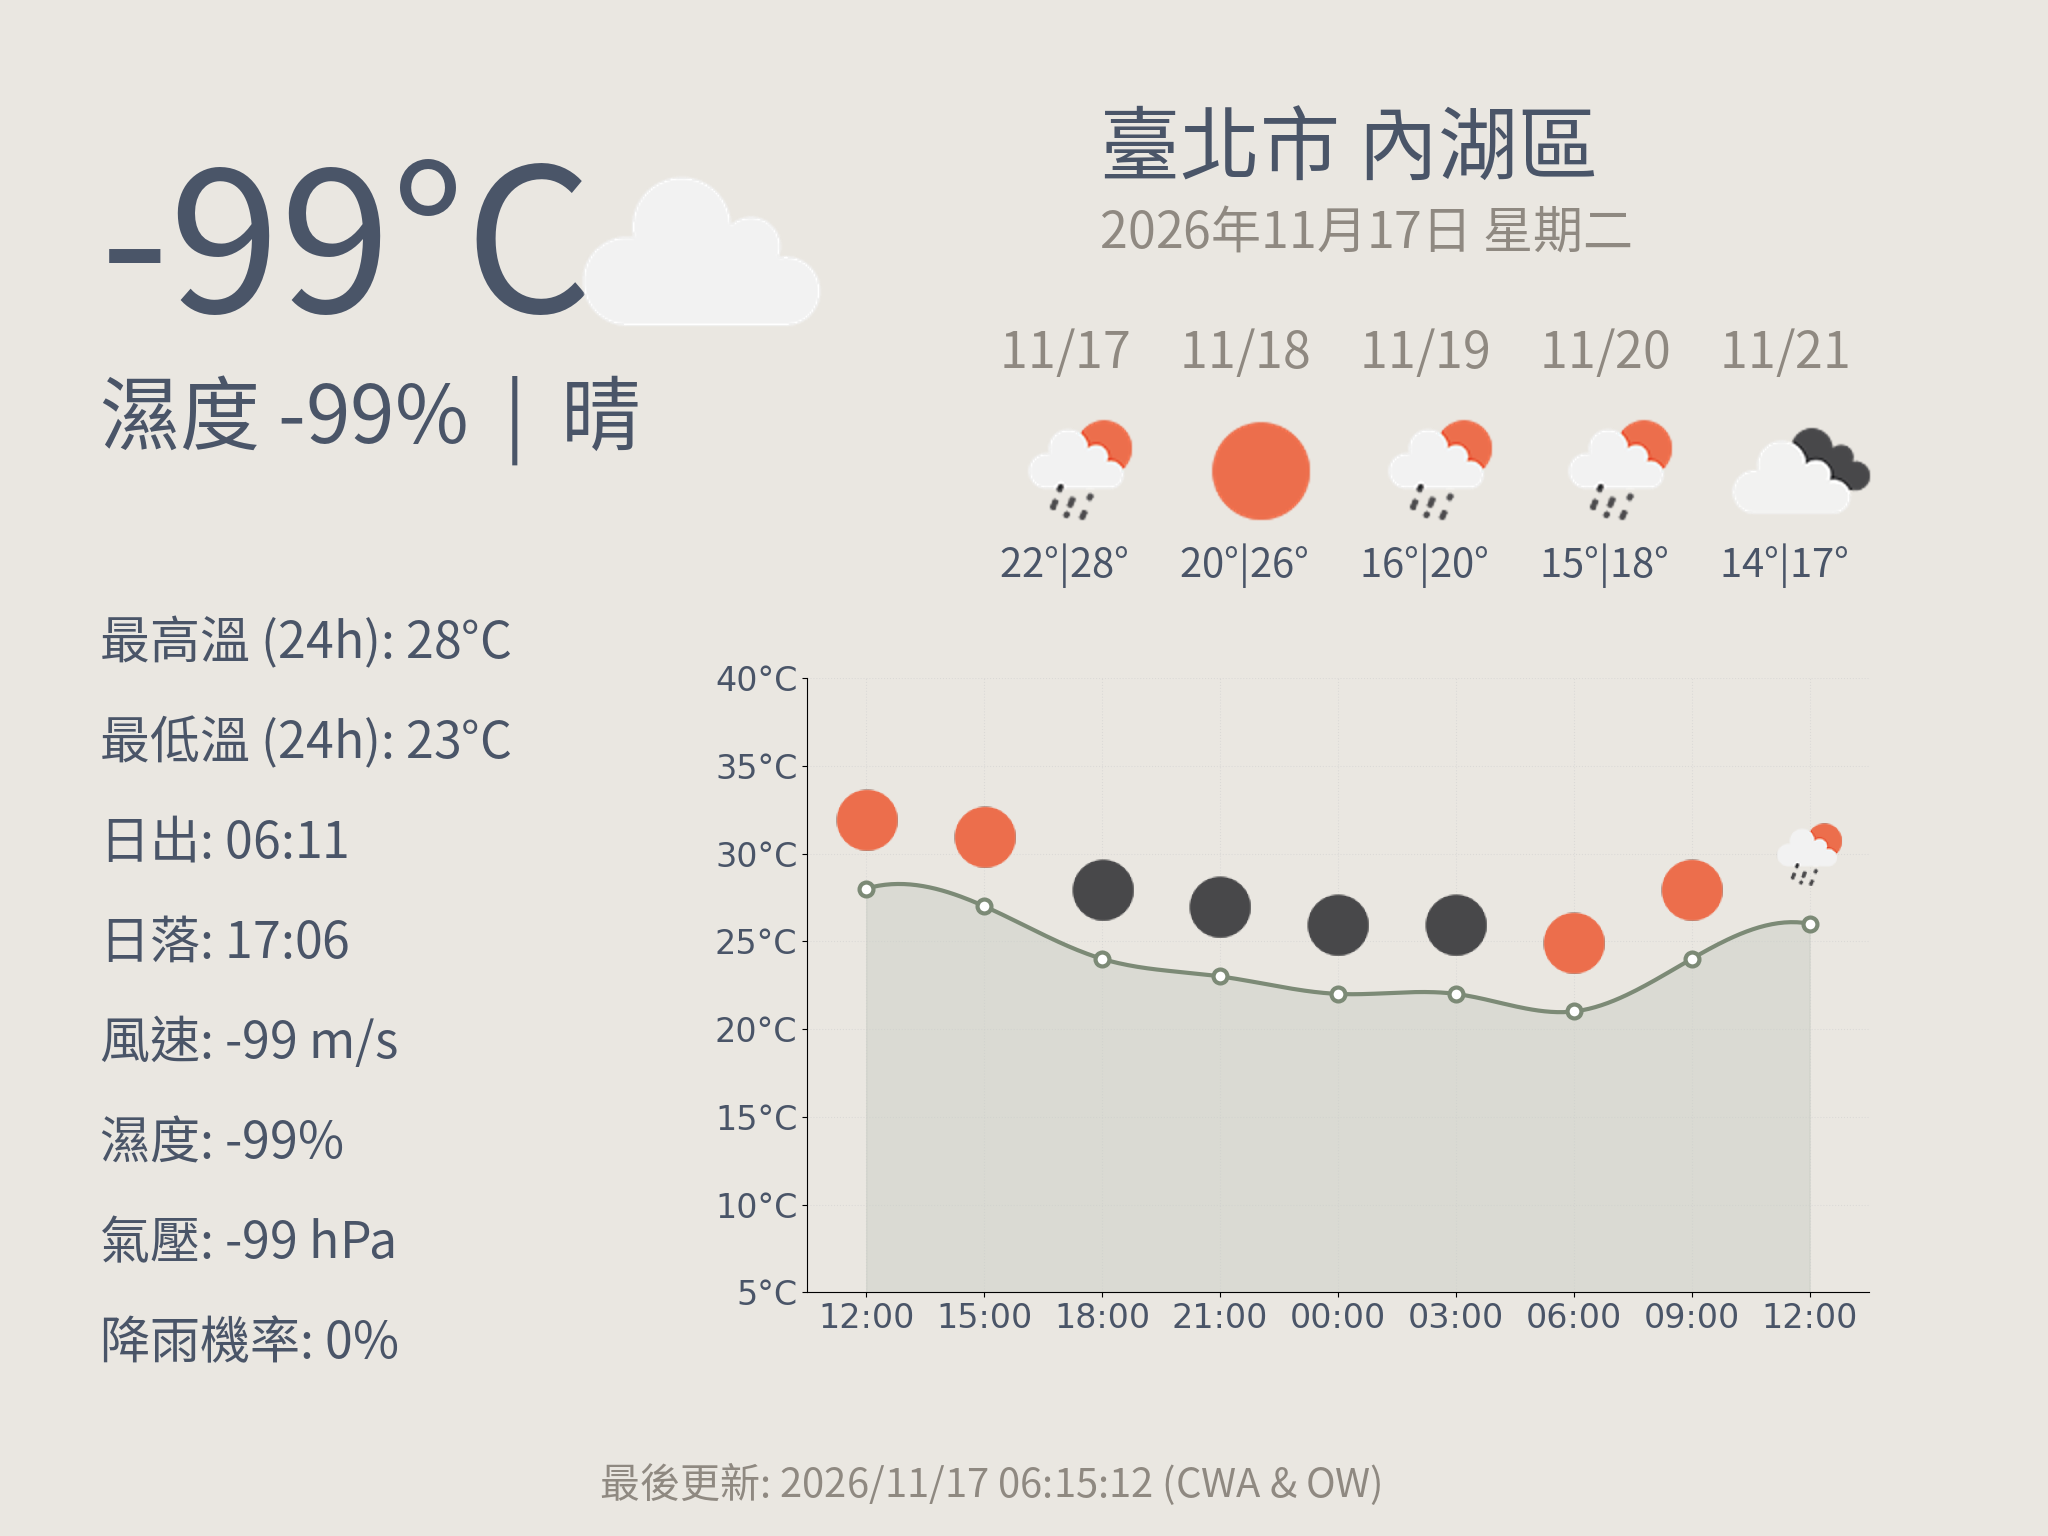 -99°C
濕度 -99% | 晴
臺北市 內湖區
2026年11月17日 星期二
11/17 11/18 11/19 11/20 11/21
22°|28° 20°|26° 16°|20° 15°|18° 14°|17°
最高溫 (24h): 28°C
最低溫 (24h): 23°C
日出: 06:11
日落: 17:06
風速: -99 m/s
濕度: -99%
氣壓: -99 hPa
降雨機率: 0%
40°C
35°C
30°C
25°C
20°C
15°C
10°C
5°C
12:00 15:00 18:00 21:00 00:00 03:00 06:00 09:00 12:00
最後更新: 2026/11/17 06:15:12 (CWA & OW)